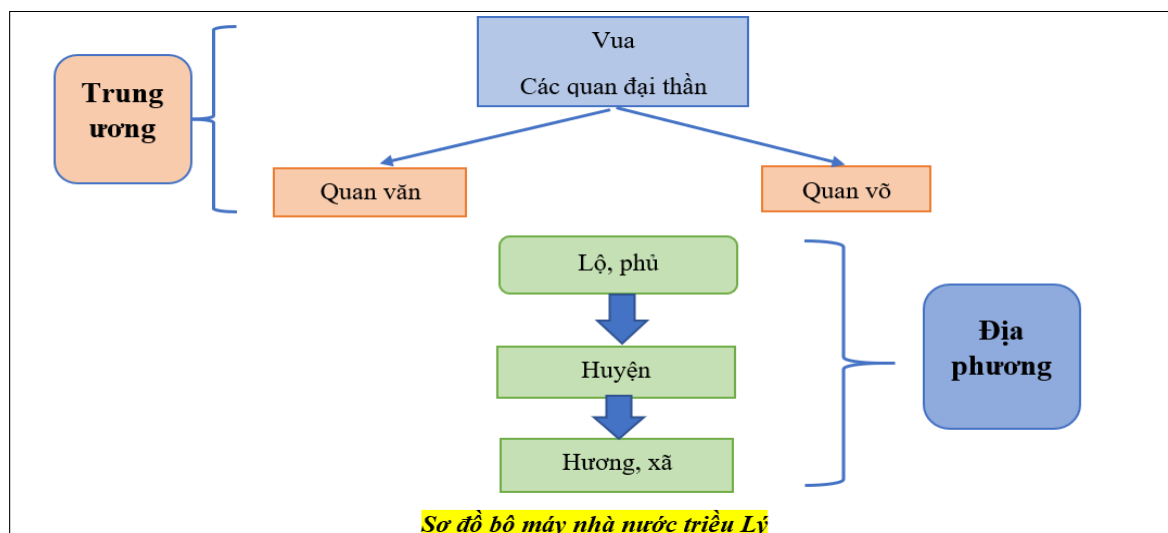 Vua
Các quan đại thần
Trung
ương
Quan văn
Quan võ
Lộ, phủ
Huyện
Hương, xã
Địa
phương
Sơ đồ bộ máy nhà nước triều Lý